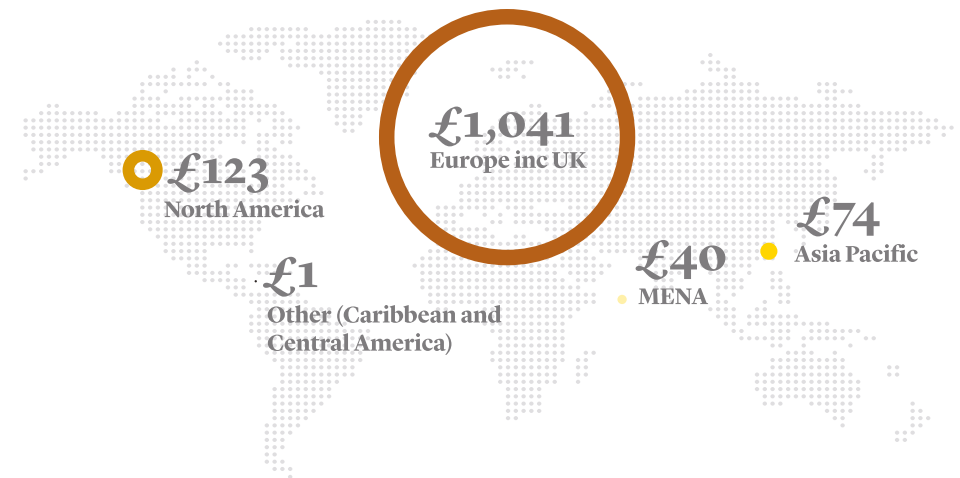 £1,041
Europe inc UK
£123
North America
£74
Asia Pacific
£40
MENA
£1
Other (Caribbean and
Central America)